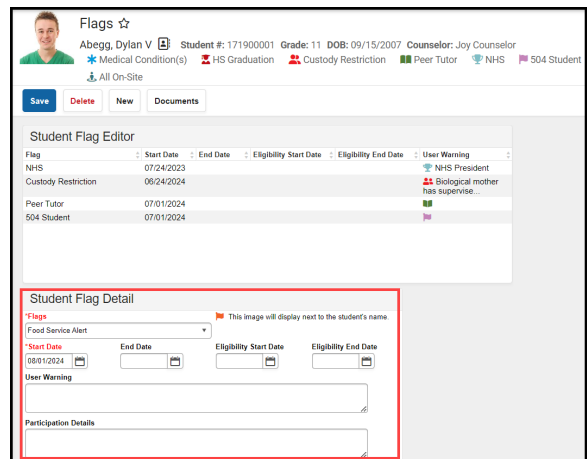 Flags
Abegg, Dylan V Student #: 171900001 Grade: 11 DOB: 09/15/2007 Counselor: Joy Counselor
Medical Condition(s) HS Graduation Custody Restriction Peer Tutor NHS 504 Student
All On-Site
Save Delete New Documents
Student Flag Editor
Flag Start Date End Date Eligibility Start Date Eligibility End Date User Warning
NHS 07/24/2023 NHS President
Custody Restriction 06/24/2024 Biological mother
has supervise...
Peer Tutor 07/01/2024
504 Student 07/01/2024
Student Flag Detail
*Flags This image will display next to the student's name.
Food Service Alert
*Start Date End Date Eligibility Start Date Eligibility End Date
08/01/2024
User Warning
Participation Details